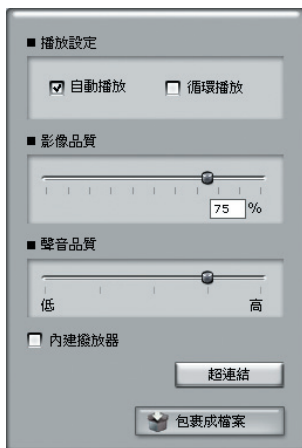 播放設定
自動播放 循環播放
影像品質
75 %
聲音品質
低 高
內建撥放器
超連結
包裹成檔案